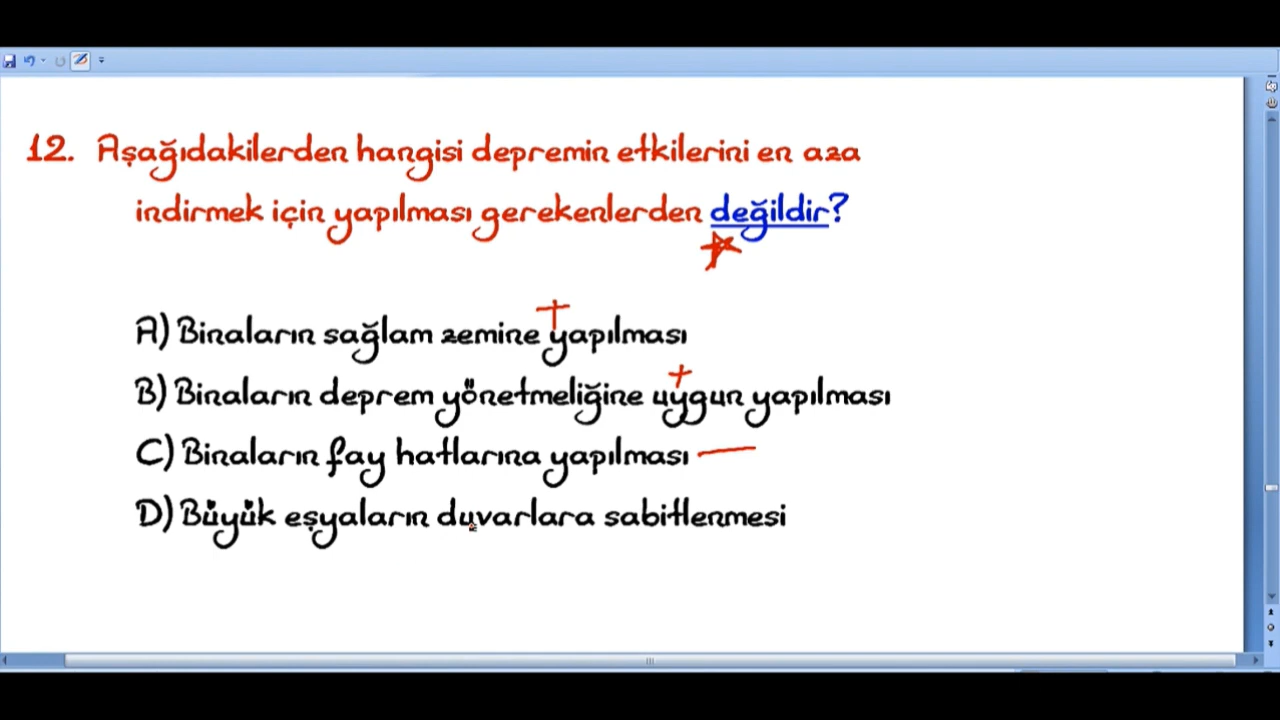 12. Aşağıdakilerden hangisi depremin etkilerini en aza
indirmek için yapılması gerekenlerden değildir?
A) Binaların sağlam zemine yapılması
B) Binaların deprem yönetmeliğine uygun yapılması
C) Binaların fay hatlarına yapılması
D) Büyük eşyaların duvarlara sabitlenmesi